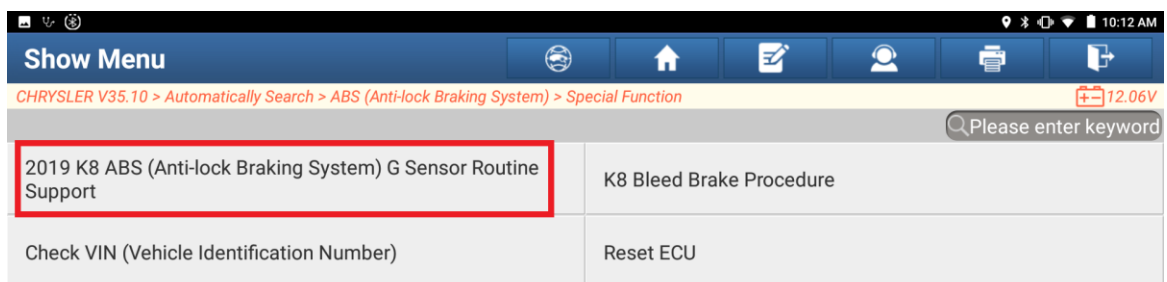 10:12 AM
Show Menu
CHRYSLER V35.10 > Automatically Search > ABS (Anti-lock Braking System) > Special Function
12.06V
Please enter keyword
2019 K8 ABS (Anti-lock Braking System) G Sensor Routine
Support
K8 Bleed Brake Procedure
Check VIN (Vehicle Identification Number)
Reset ECU